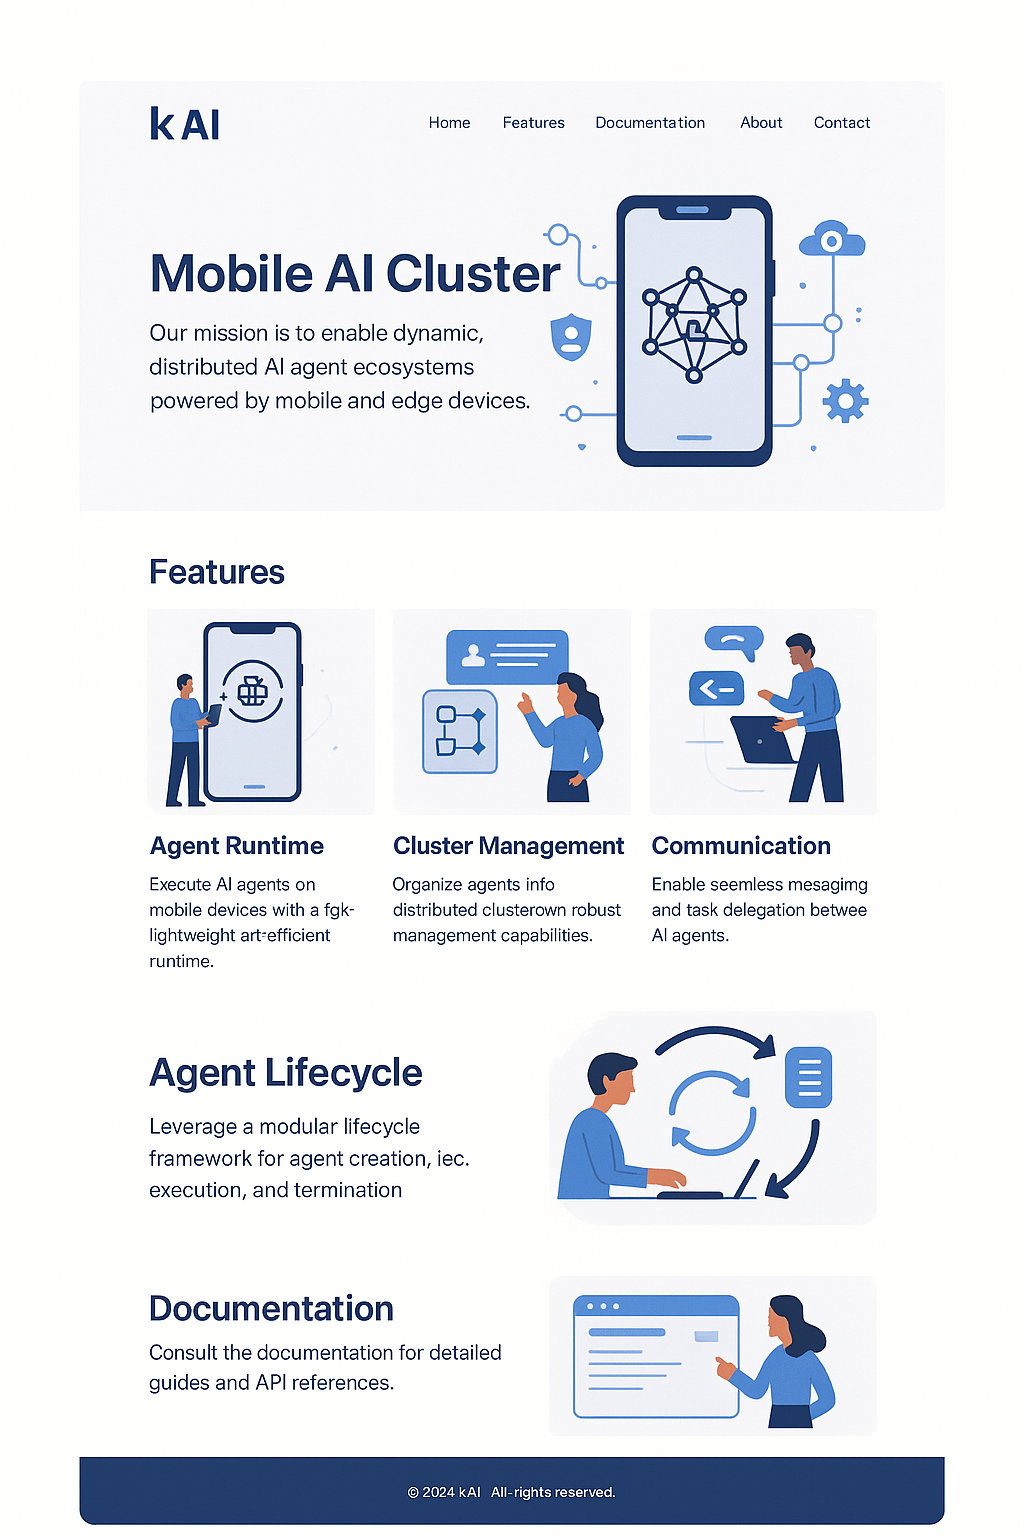 k AI
Home Features Documentation About Contact
Mobile AI Cluster
Our mission is to enable dynamic,
distributed AI agent ecosystems
powered by mobile and edge devices.
Features
Agent Runtime
Execute AI agents on
mobile devices with a fgk-
lightweight art-efficient
runtime.
Cluster Management
Organize agents info
distributed clusterown robust
management capabilities.
Communication
Enable seemless mesagimg
and task delegation betwee
AI agents.
Agent Lifecycle
Leverage a modular lifecycle
framework for agent creation, iec.
execution, and termination
Documentation
Consult the documentation for detailed
guides and API references.
© 2024 kAI All-rights reserved.